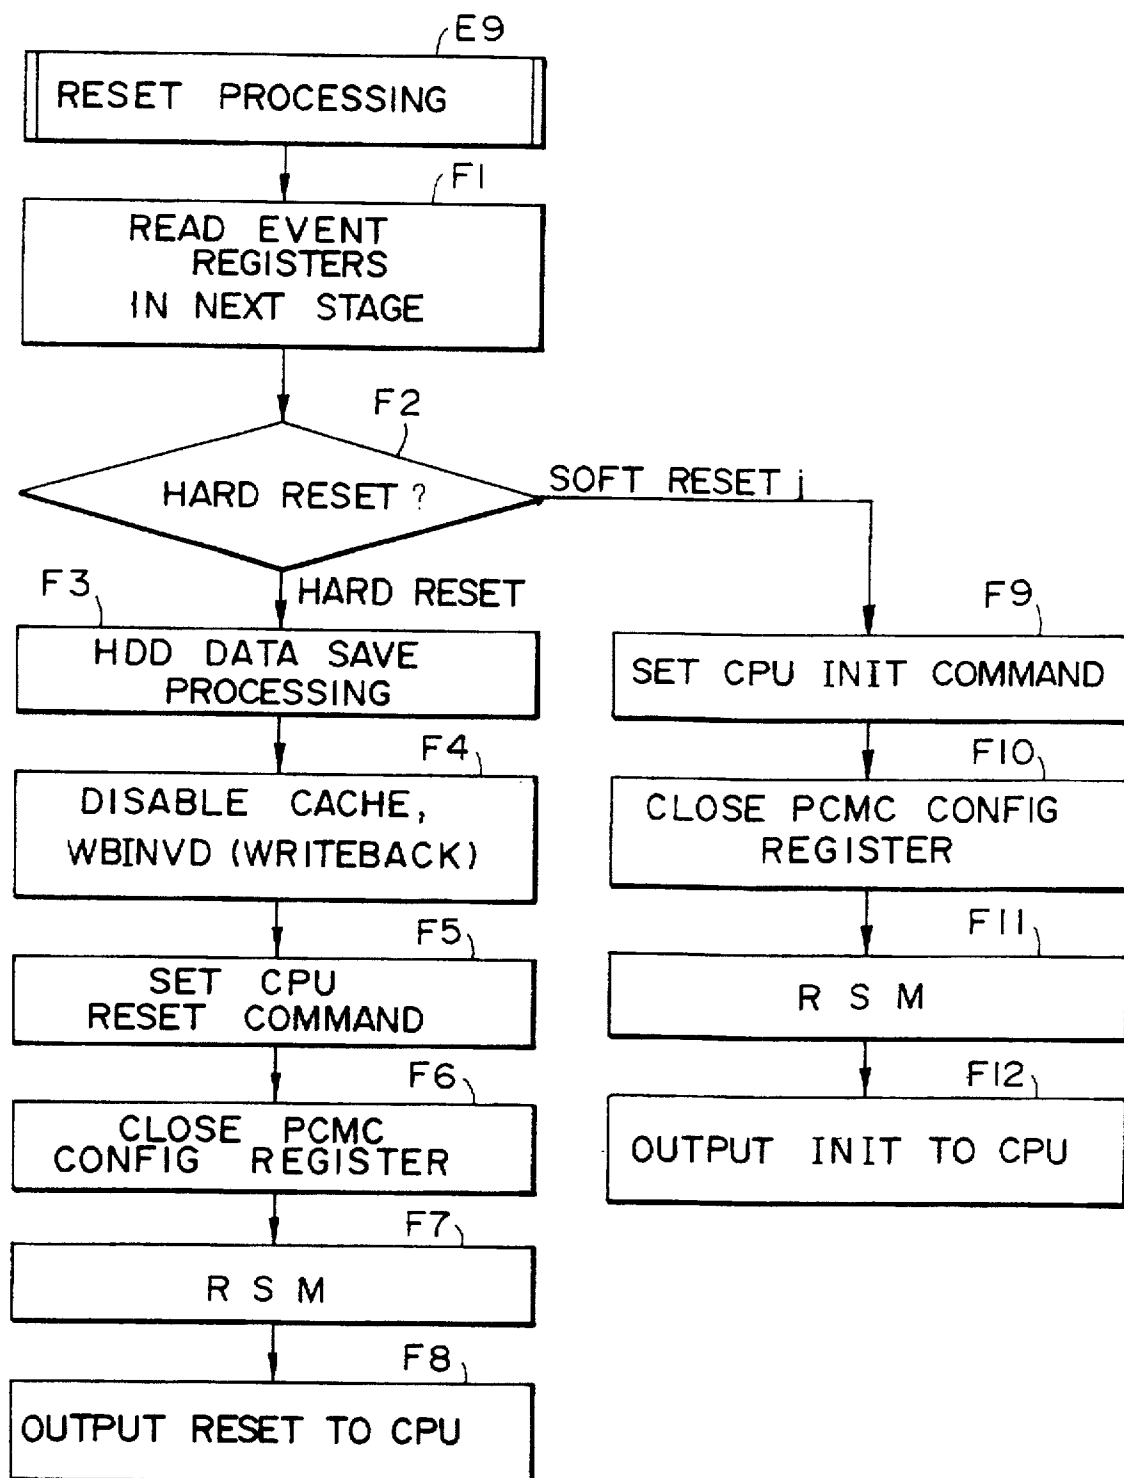 E9
RESET PROCESSING
F1
READ EVENT
REGISTERS
IN NEXT STAGE
F2
HARD RESET?
SOFT RESET j
HARD RESET
F3
HDD DATA SAVE
PROCESSING
F4
DISABLE CACHE,
WBINVD (WRITEBACK)
F5
SET CPU
RESET COMMAND
F6
CLOSE PCMC
CONFIG REGISTER
F7
R S M
F8
OUTPUT RESET TO CPU
F9
SET CPU INIT COMMAND
F10
CLOSE PCMC CONFIG
REGISTER
F11
R S M
F12
OUTPUT INIT TO CPU